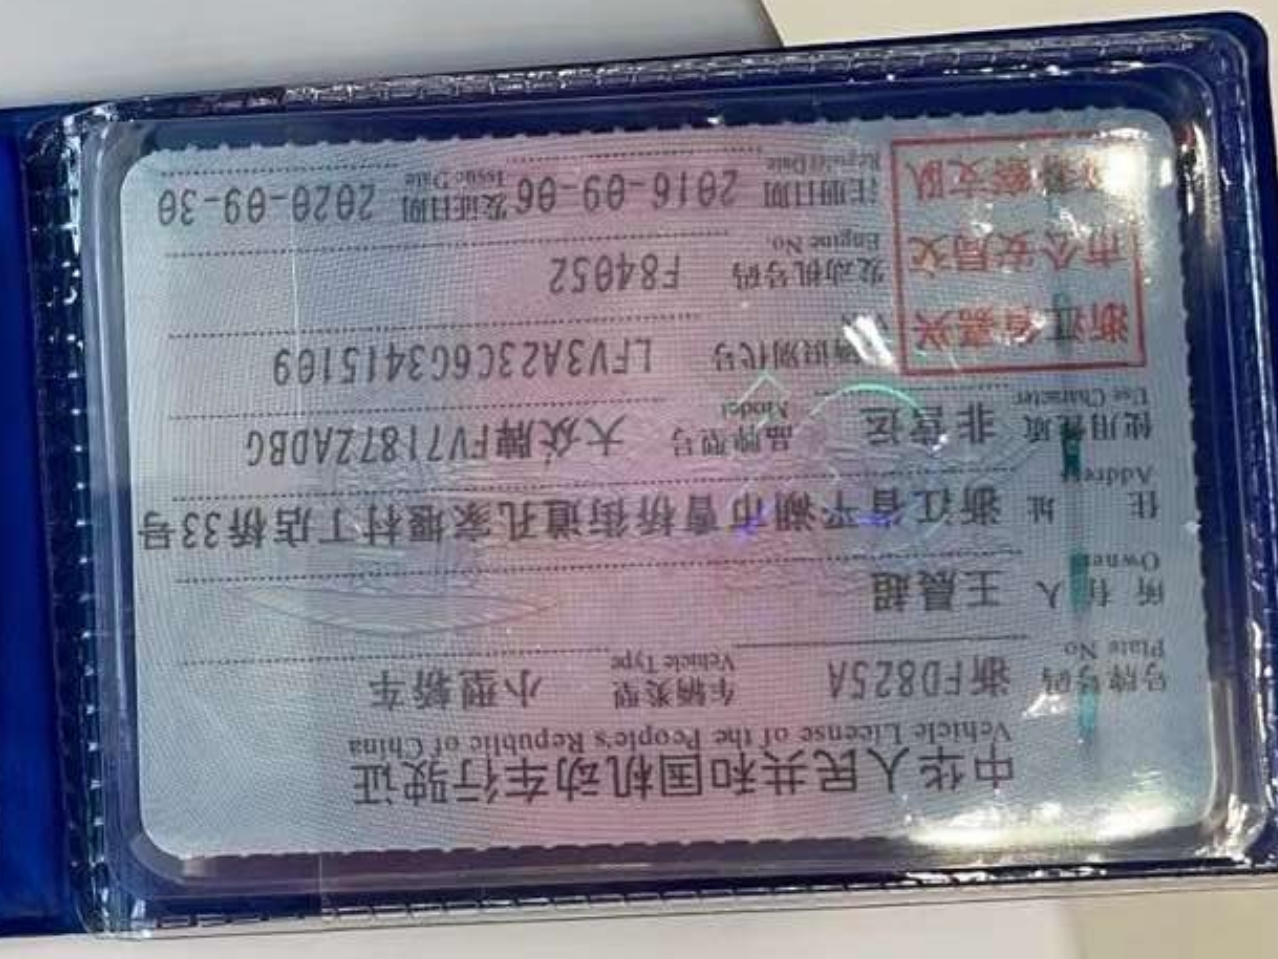 中华人民共和国机动车行驶证
Vehicle License of the People's Republic of China
号牌号码 浙FD825A 车辆类型 小型轿车
Plate No Vehicle Type
所有人 王晨超
Owner
住址 浙江省平湖市曹桥街道孔家堰村丁店桥33号
Address
使用性质 非营运 品牌型号 大众牌FV71872ADBG
Use Character Model
浙江省嘉兴
市公安局交
警察支队
识别代号 LFV3A23C6G3415109
发动机号码 F84052
Engine No.
注册日期 2016-09-06 发证日期 2020-09-30
Register Date Issue Date